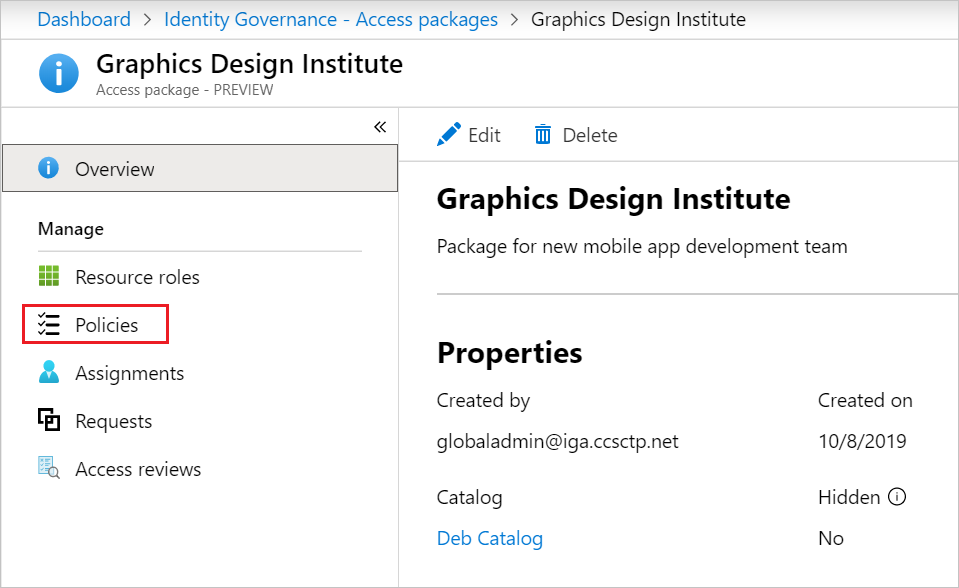 Dashboard > Identity Governance - Access packages > Graphics Design Institute
Graphics Design Institute
Access package - PREVIEW
«
Edit Delete
Overview
Manage
Resource roles
Policies
Assignments
Requests
Access reviews
Graphics Design Institute
Package for new mobile app development team
Properties
Created by Created on
globaladmin@iga.ccsctp.net 10/8/2019
Catalog Hidden
Deb Catalog No